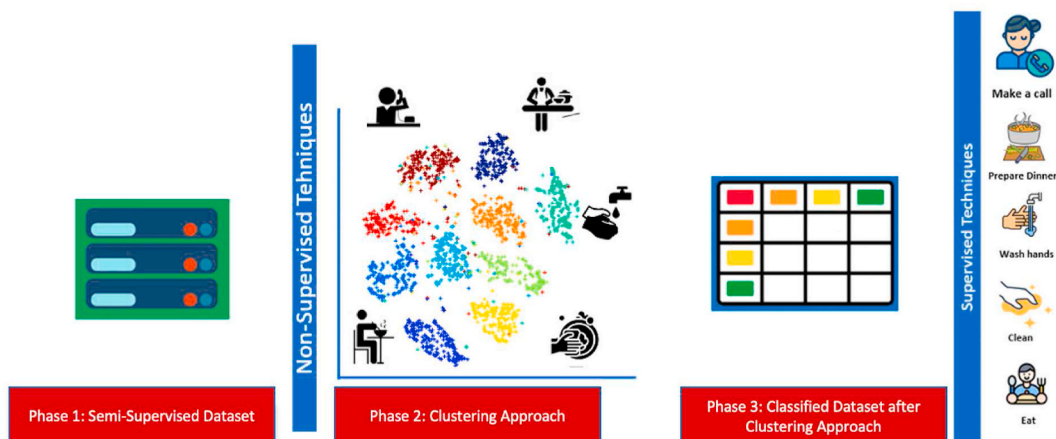 Phase 1: Semi-Supervised Dataset
Non-Supervised Tehniques
Phase 2: Clustering Approach
Phase 3: Classified Dataset after
Clustering Approach
Supervised Techniques
Make a call
Prepare Dinner
Wash hands
Clean
Eat